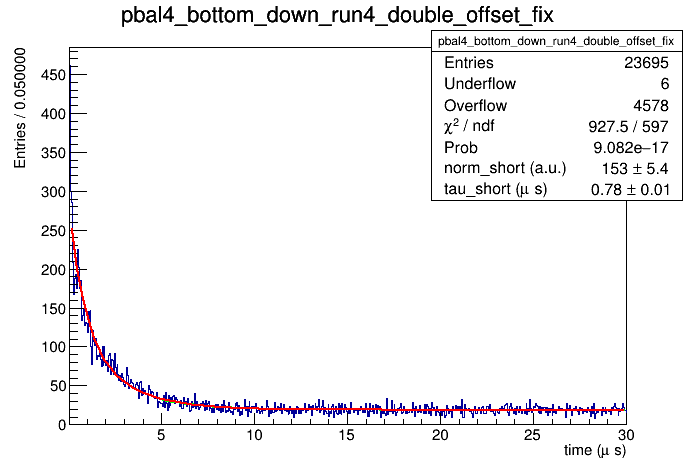 pbal4_bottom_down_run4_double_offset_fix
pbal4_bottom_down_run4_double_offset_fix
Entries 23695
Underflow 6
Overflow 4578
χ² / ndf 927.5 / 597
Prob 9.082e−17
norm_short (a.u.) 153 ± 5.4
tau_short (μ s) 0.78 ± 0.01
Entries / 0.050000
450
400
350
300
250
200
150
100
50
0
5 10 15 20 25 30
time (μ s)